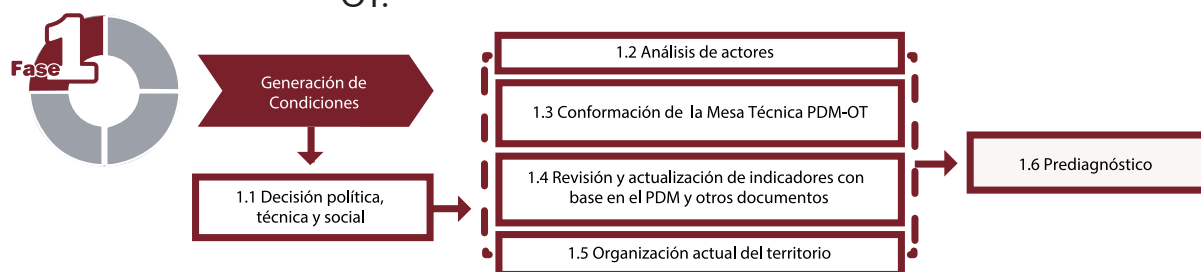 OT.
Fase 1
Generación de
Condiciones
1.1 Decisión política,
técnica y social
1.2 Análisis de actores
1.3 Conformación de la Mesa Técnica PDM-OT
1.4 Revisión y actualización de indicadores con
base en el PDM y otros documentos
1.5 Organización actual del territorio
1.6 Prediagnóstico